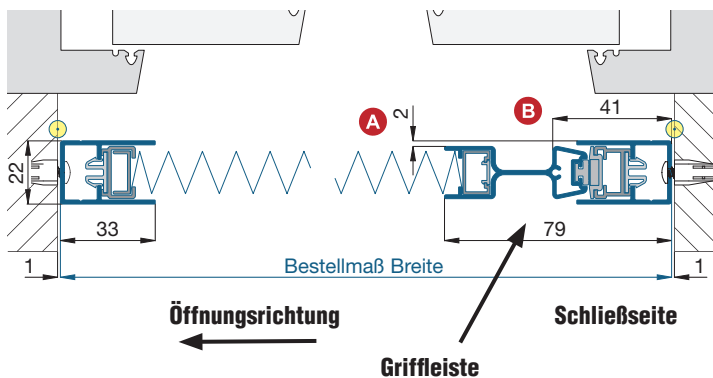 A
2
B
41
22
33
79
1
Bestellmaß Breite
1
Öffnungsrichtung
Schließseite
Griffleiste